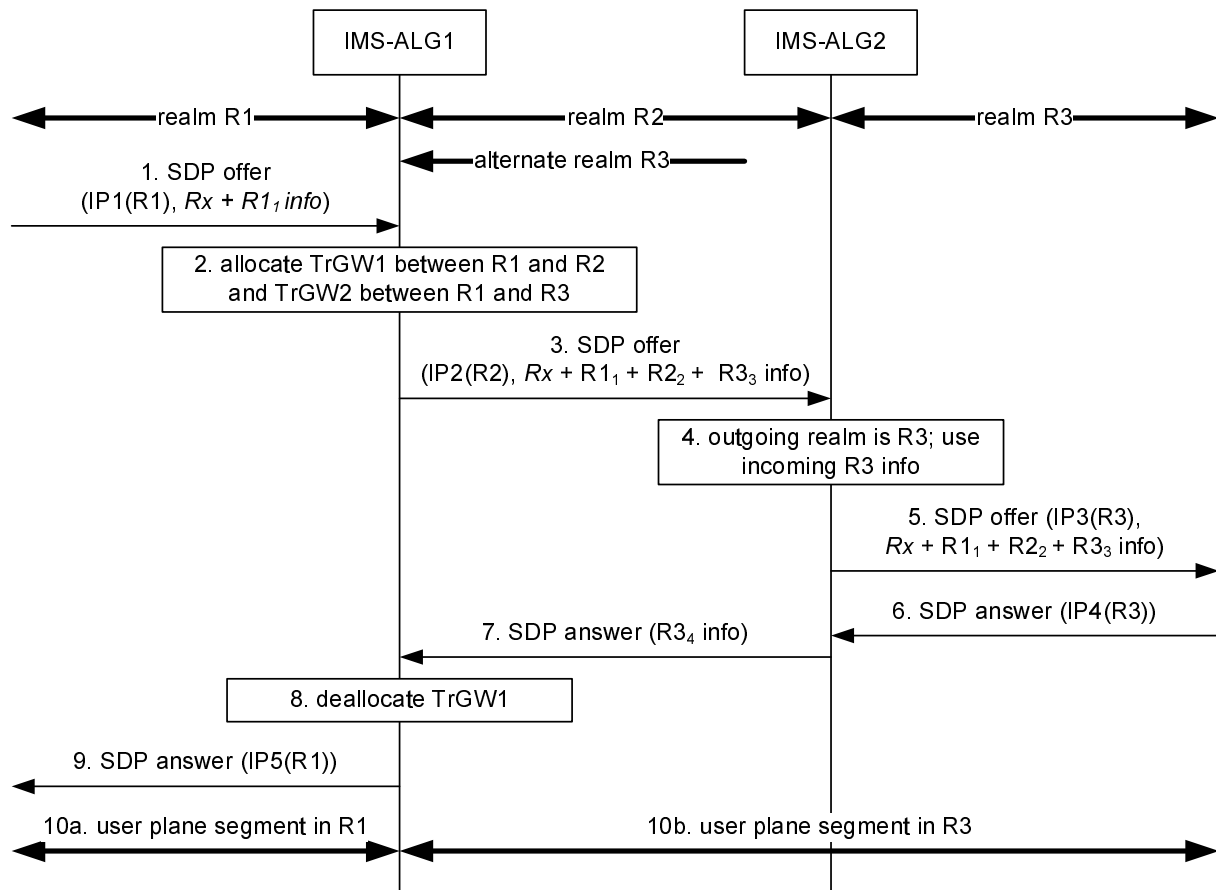 IMS-ALG1
IMS-ALG2
realm R1
realm R2
realm R3
alternate realm R3
1. SDP offer
(IP1(R1), Rx + R1₁ info)
2. allocate TrGW1 between R1 and R2
and TrGW2 between R1 and R3
3. SDP offer
(IP2(R2), Rx + R1₁ + R2₂ + R3₃ info)
4. outgoing realm is R3; use
incoming R3 info
5. SDP offer (IP3(R3),
Rx + R1₁ + R2₂ + R3₃ info)
6. SDP answer (IP4(R3))
7. SDP answer (R3₄ info)
8. deallocate TrGW1
9. SDP answer (IP5(R1))
10a. user plane segment in R1
10b. user plane segment in R3